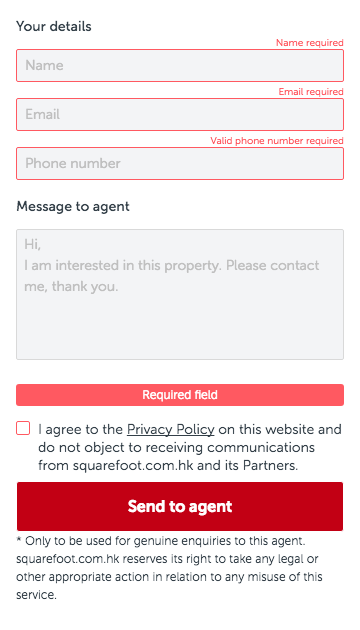 Your details
Name required
Name
Email required
Email
Valid phone number required
Phone number
Message to agent
Hi,
I am interested in this property. Please contact
me, thank you.
Required field
I agree to the Privacy Policy on this website and
do not object to receiving communications
from squarefoot.com.hk and its Partners.
Send to agent
* Only to be used for genuine enquiries to this agent.
squarefoot.com.hk reserves its right to take any legal or
other appropriate action in relation to any misuse of this
service.